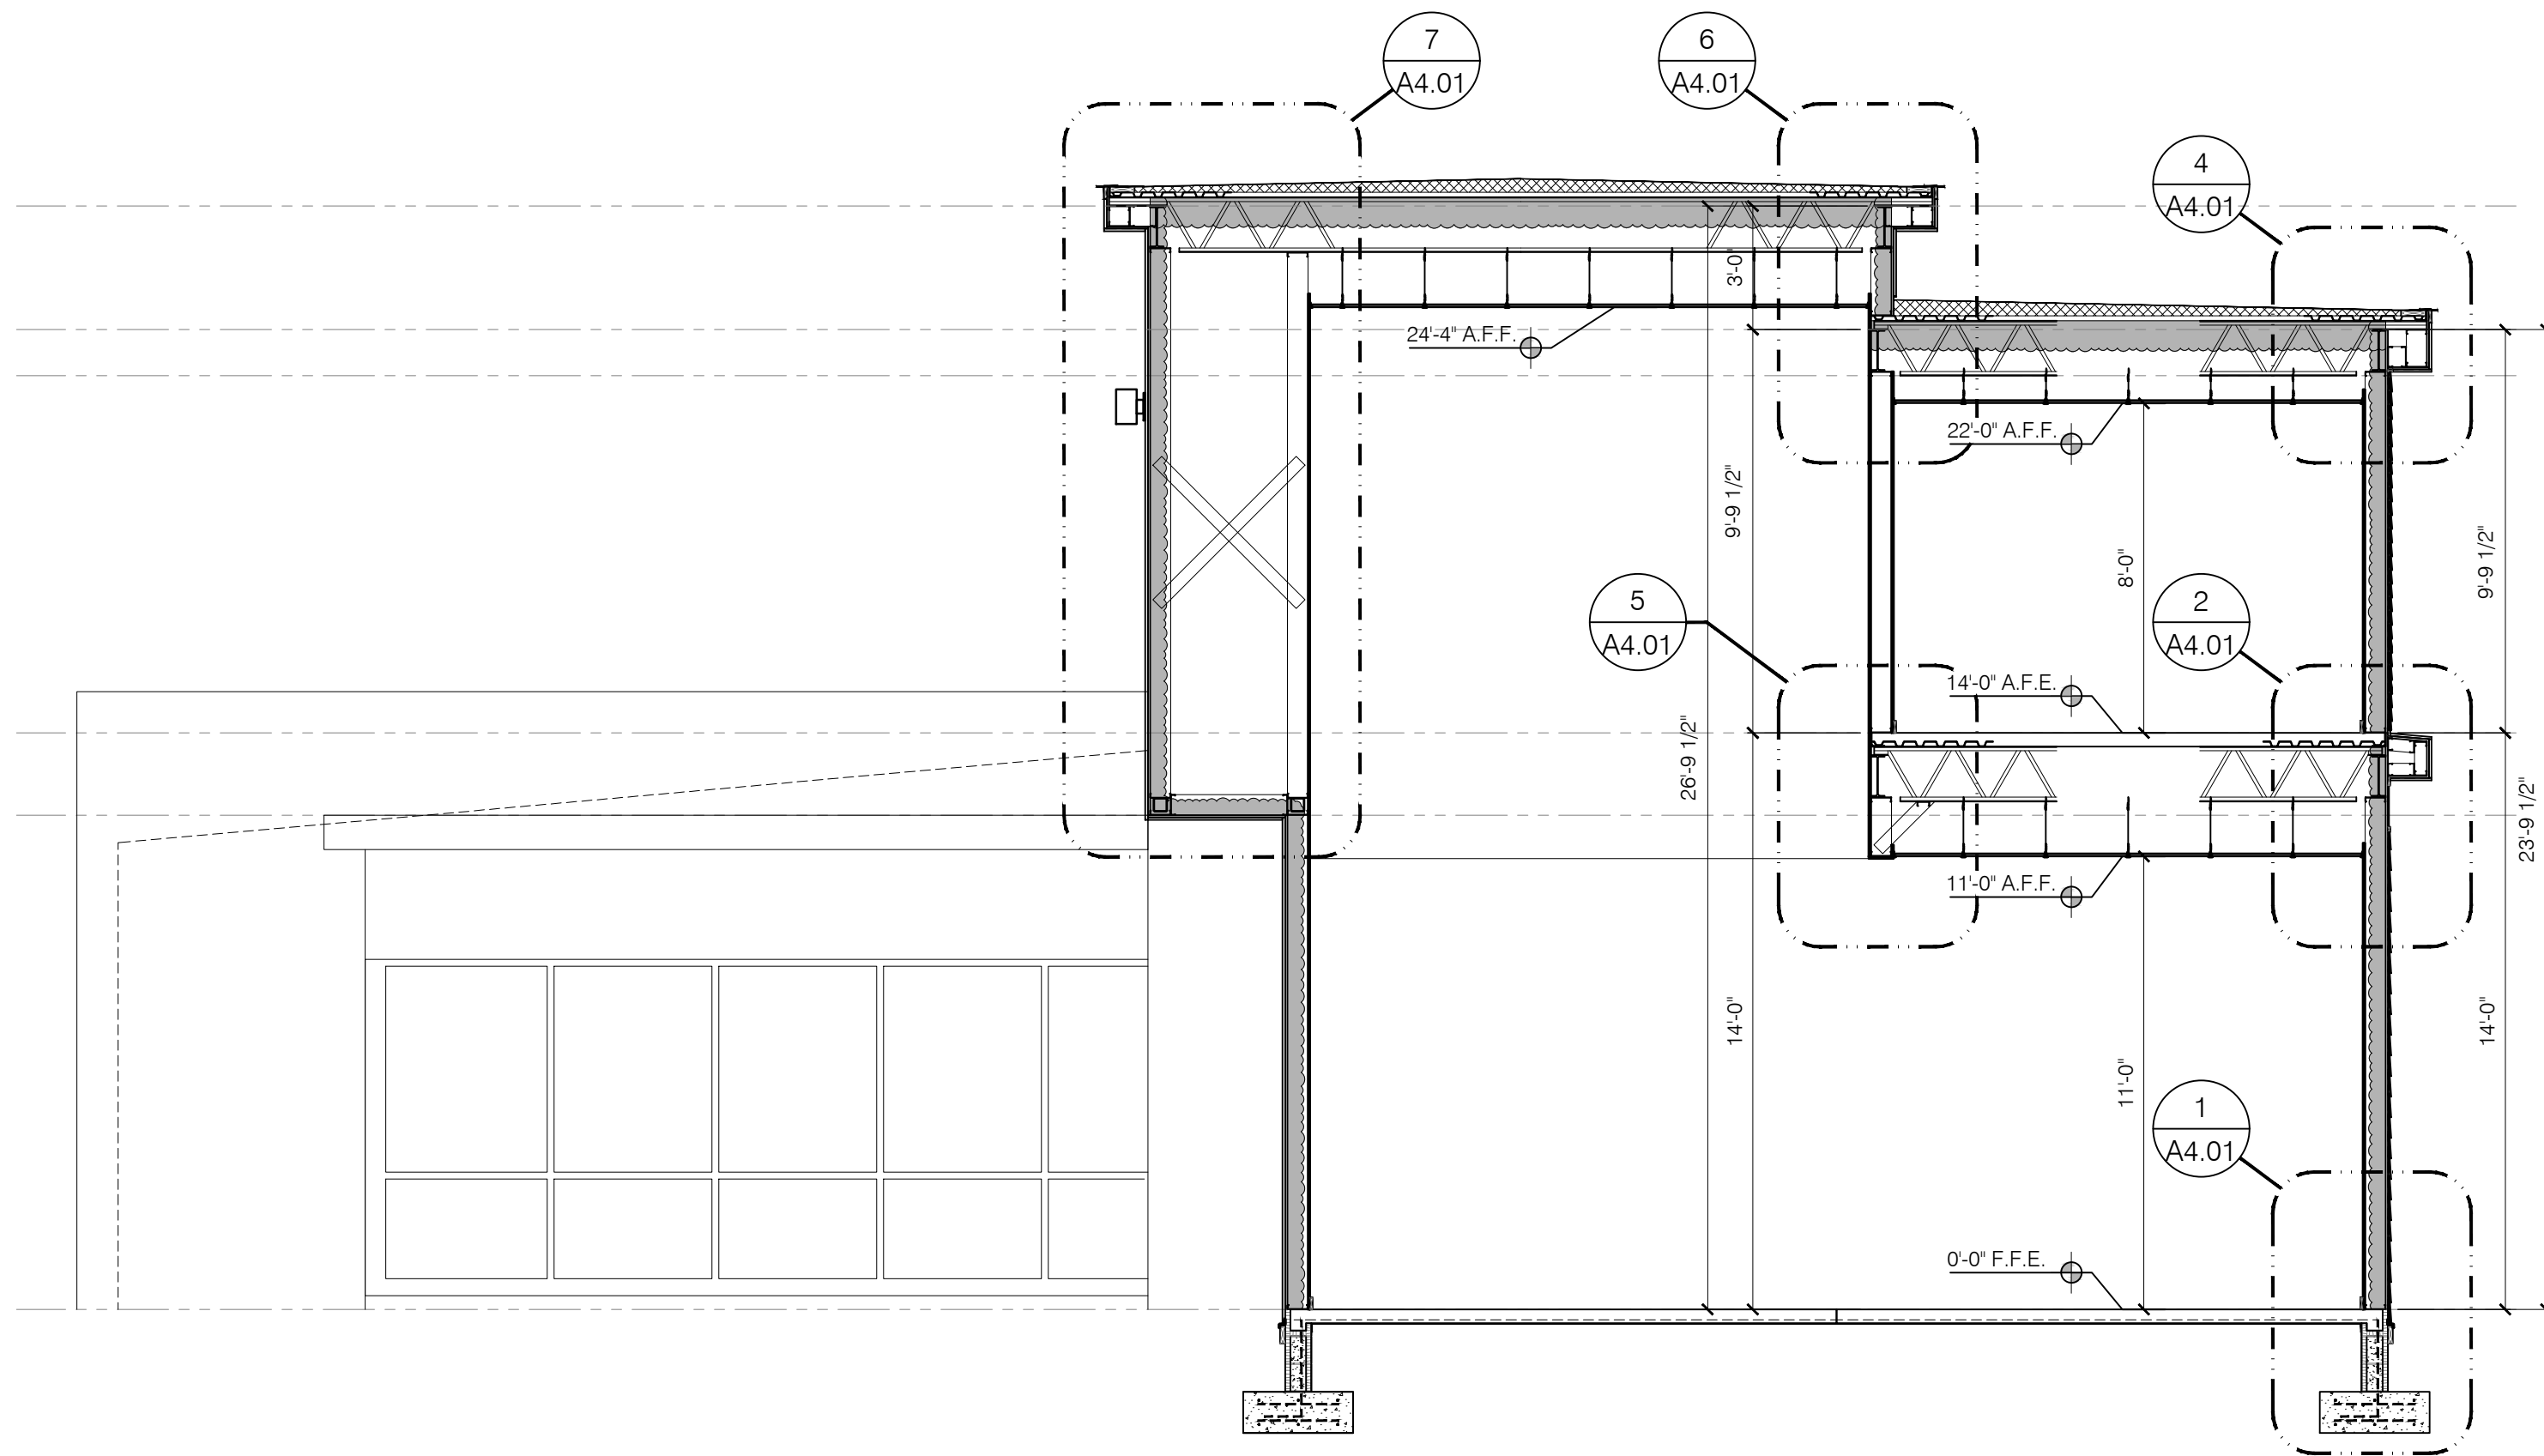 7
A4.01
6
A4.01
4
A4.01
3'-0"
24'-4" A.F.F.
22'-0" A.F.F.
9'-9 1/2"
9'-9 1/2"
8'-0"
5
A4.01
2
A4.01
14'-0" A.F.E.
26'-9 1/2"
23'-9 1/2"
11'-0" A.F.F.
14'-0"
14'-0"
11'-0"
1
A4.01
0'-0" F.F.E.